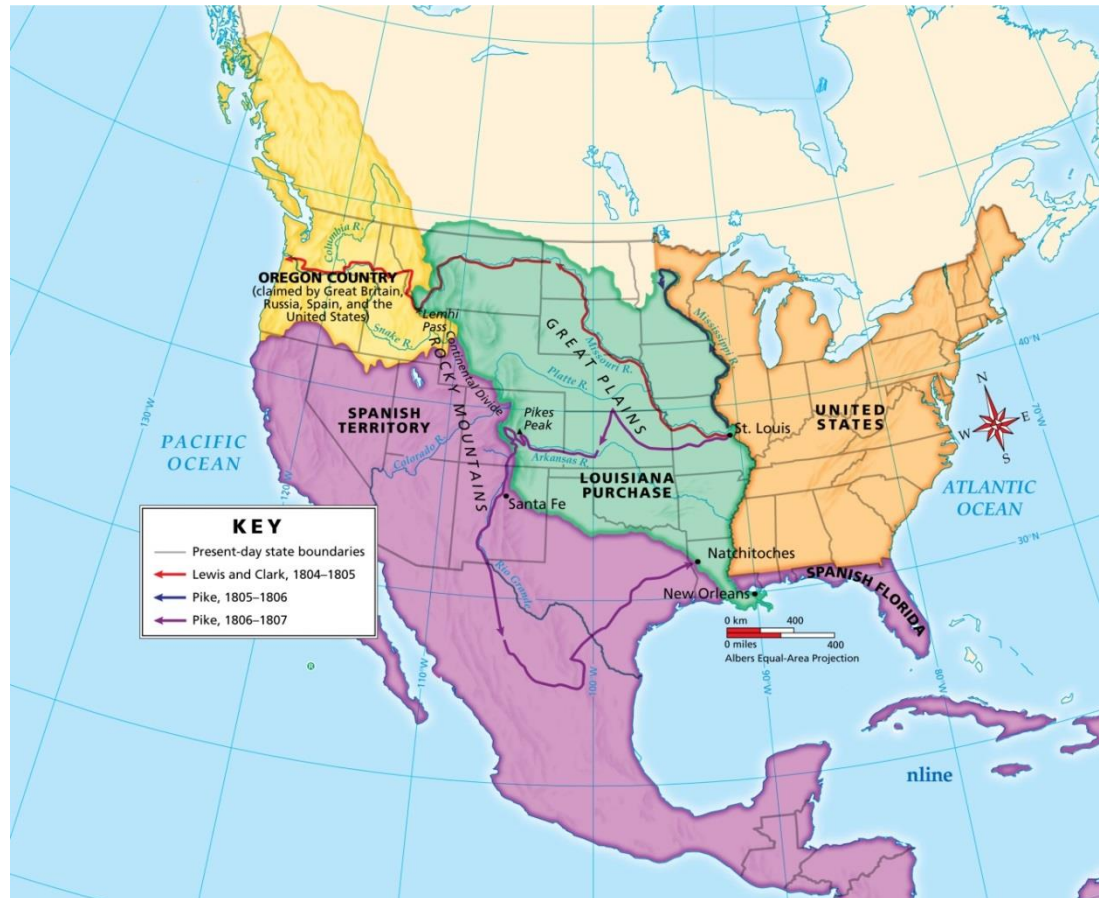 Columbia R.
OREGON COUNTRY
(claimed by Great Britain,
Russia, Spain, and the
United States)
Lemhi
Pass
Snake R.
Continental Divide
ROCKY MOUNTAINS
GREAT PLAINS
Missouri R.
Platte R.
Mississippi R.
Pikes
Peak
Arkansas R.
St. Louis
UNITED
STATES
SPANISH
TERRITORY
Colorado R.
LOUISIANA
PURCHASE
Santa Fe
Natchitoches
New Orleans
SPANISH FLORIDA
Rio Grande
PACIFIC
OCEAN
ATLANTIC
OCEAN
N
E
W
S
40°N
70°W
30°N
80°W
90°W
100°W
110°W
120°W
130°W
KEY
Present-day state boundaries
Lewis and Clark, 1804–1805
Pike, 1805–1806
Pike, 1806–1807
0 km 400
0 miles 400
Albers Equal-Area Projection
nline